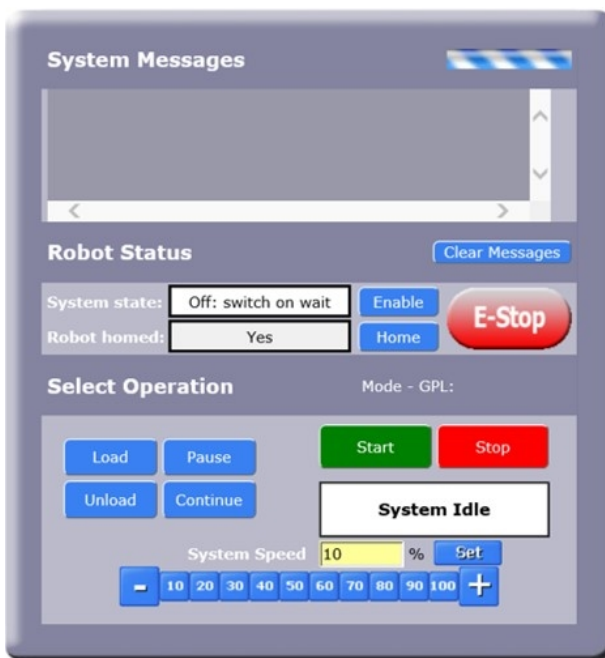 System Messages
Robot Status
Clear Messages
System state: Off: switch on wait Enable
E-Stop
Robot homed: Yes Home
Select Operation Mode - GPL:
Load Pause Start Stop
Unload Continue System Idle
System Speed 10 % Set
- 10 20 30 40 50 60 70 80 90 100 +